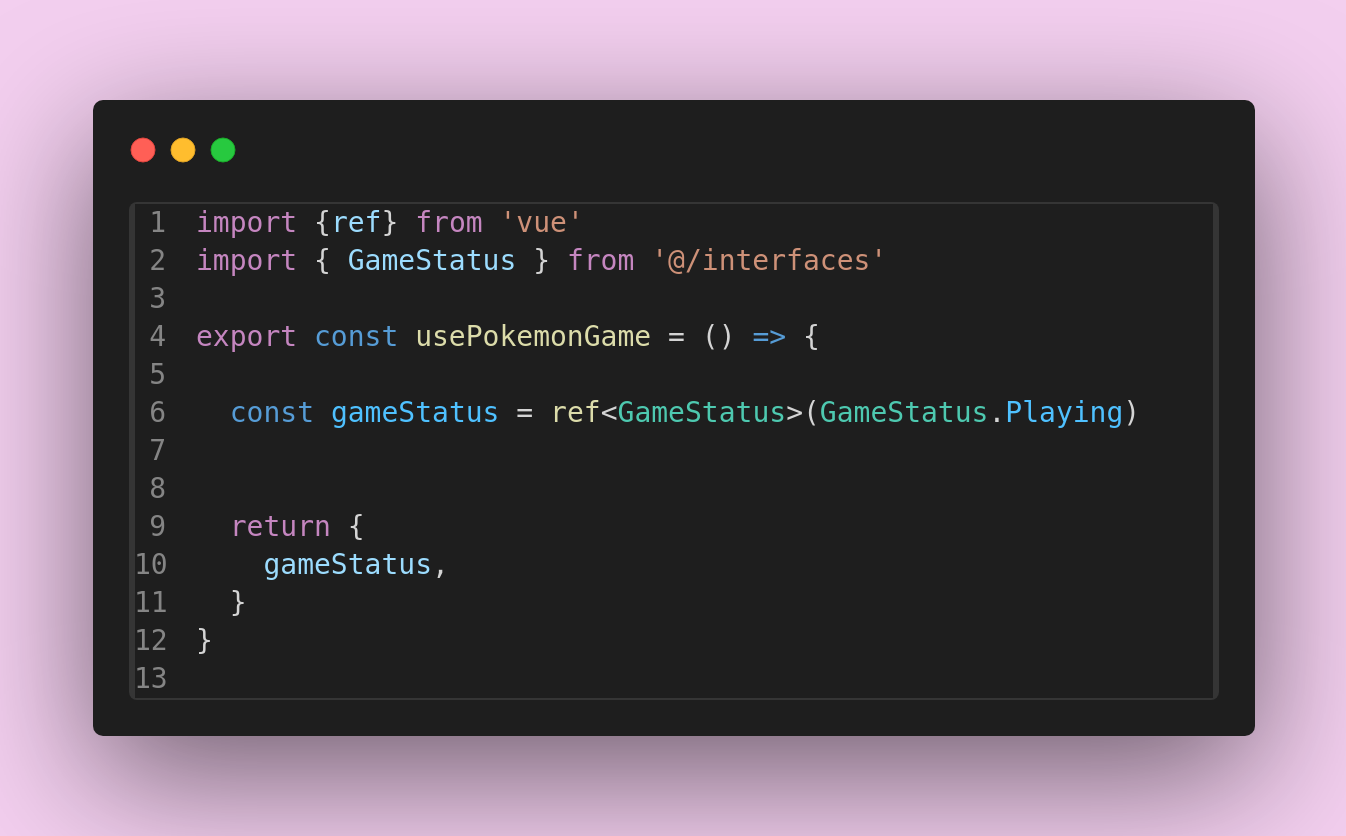 1 import {ref} from 'vue'
2 import { GameStatus } from '@/interfaces'
3
4 export const usePokemonGame = () => {
5
6   const gameStatus = ref<GameStatus>(GameStatus.Playing)
7
8
9   return {
10     gameStatus,
11   }
12 }
13